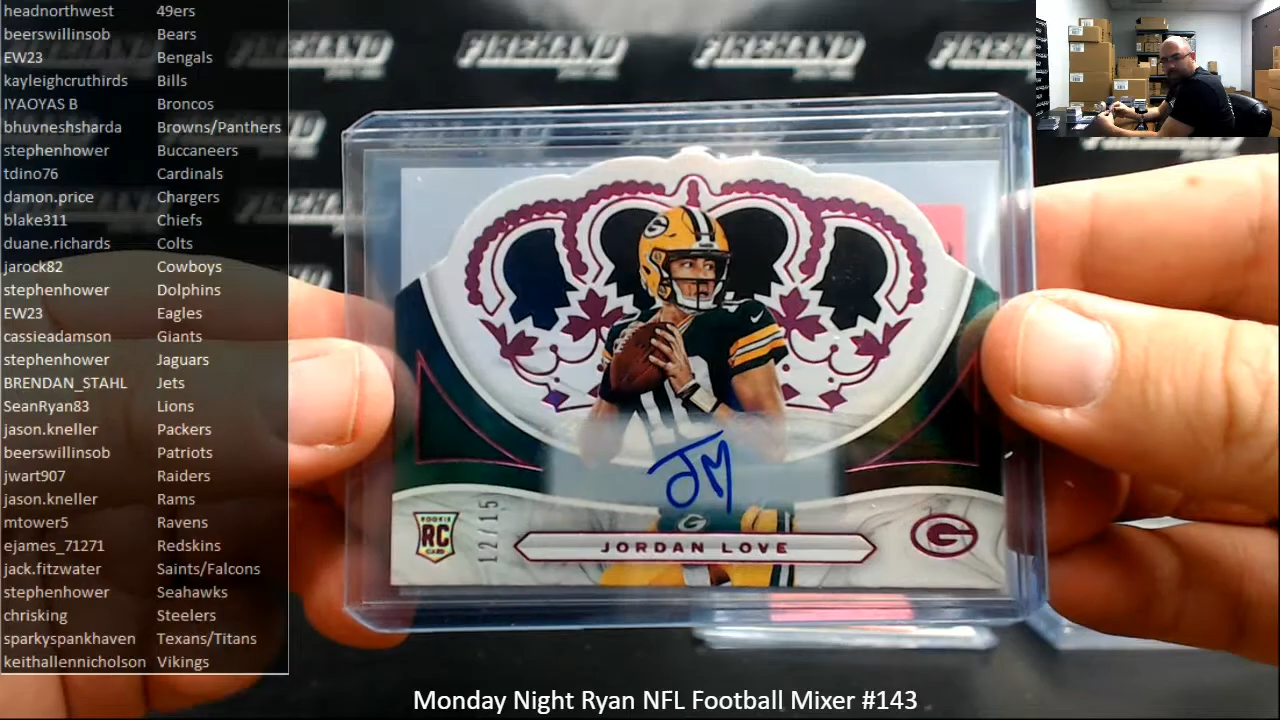 headnorthwest 49ers
beerswillinsob Bears
EW23 Bengals
kayleighcruthirds Bills
IYAOYAS B Broncos
bhuvneshsharda Browns/Panthers
stephenhower Buccaneers
tdino76 Cardinals
damon.price Chargers
blake311 Chiefs
duane.richards Colts
jarock82 Cowboys
stephenhower Dolphins
EW23 Eagles
cassieadamson Giants
stephenhower Jaguars
BRENDAN_STAHL Jets
SeanRyan83 Lions
jason.kneller Packers
beerswillinsob Patriots
jwart907 Raiders
jason.kneller Rams
mtower5 Ravens
ejames_71271 Redskins
jack.fitzwater Saints/Falcons
stephenhower Seahawks
chrisking Steelers
sparkyspankhaven Texans/Titans
keithallennicholson Vikings
FIREHAND FIREHAND FIREHAND
G
ROOKIE
RC
CARD
12/15
JORDAN LOVE
G
Monday Night Ryan NFL Football Mixer #143